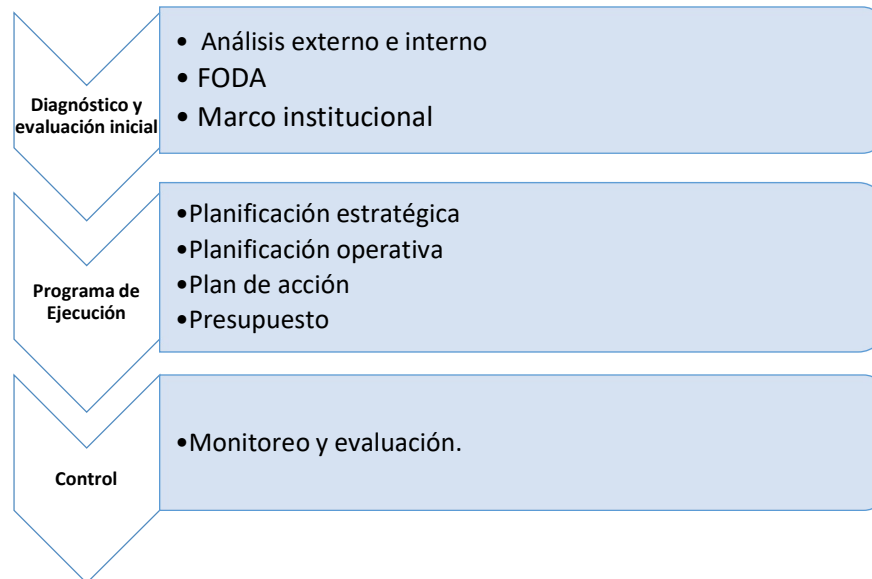 Diagnóstico y
evaluación inicial
• Análisis externo e interno
• FODA
• Marco institucional
Programa de
Ejecución
•Planificación estratégica
•Planificación operativa
•Plan de acción
•Presupuesto
Control
•Monitoreo y evaluación.